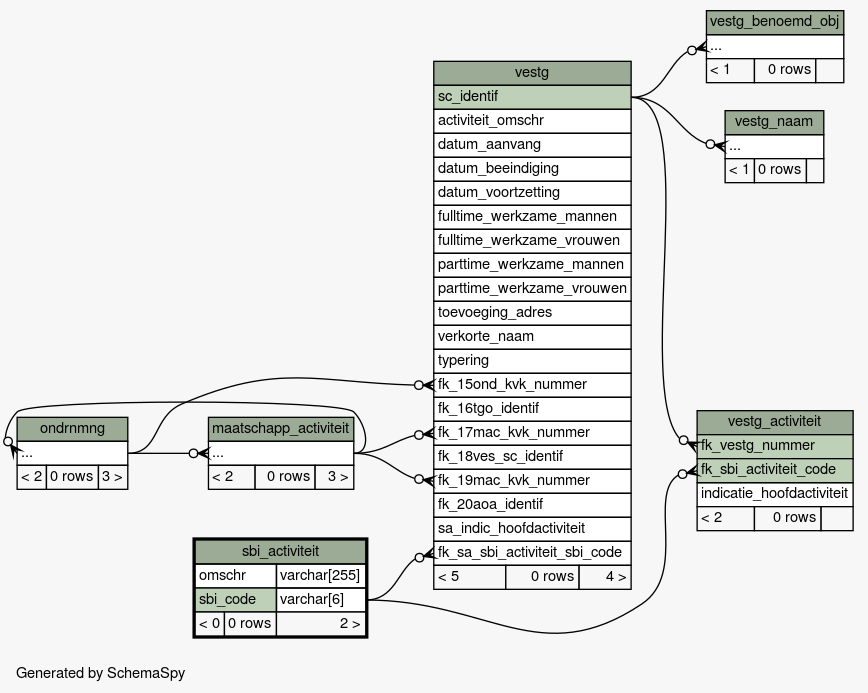 vestg_benoemd_obj
...
< 1 0 rows
vestg
sc_identif
activiteit_omschr
datum_aanvang
datum_beeindiging
datum_voortzetting
fulltime_werkzame_mannen
fulltime_werkzame_vrouwen
parttime_werkzame_mannen
parttime_werkzame_vrouwen
toevoeging_adres
verkorte_naam
typering
fk_15ond_kvk_nummer
fk_16tgo_identif
fk_17mac_kvk_nummer
fk_18ves_sc_identif
fk_19mac_kvk_nummer
fk_20aoa_identif
sa_indic_hoofdactiviteit
fk_sa_sbi_activiteit_sbi_code
< 5 0 rows 4 >
vestg_naam
...
< 1 0 rows
ondrnmng
...
< 2 0 rows 3 >
maatschapp_activiteit
...
< 2 0 rows 3 >
vestg_activiteit
fk_vestg_nummer
fk_sbi_activiteit_code
indicatie_hoofdactiviteit
< 2 0 rows
sbi_activiteit
omschr varchar[255]
sbi_code varchar[6]
< 0 0 rows 2 >
Generated by SchemaSpy